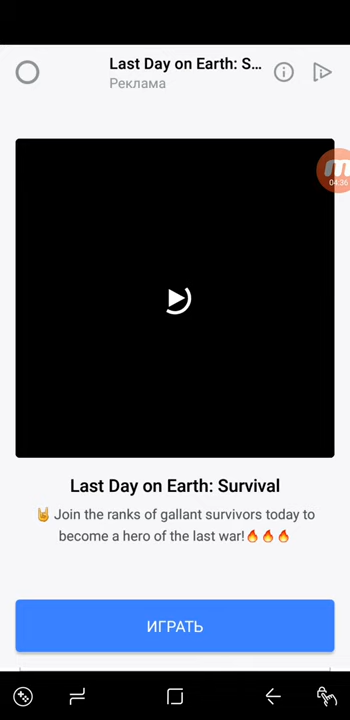 Last Day on Earth: S...
Реклама
04:36
Last Day on Earth: Survival
🤘 Join the ranks of gallant survivors today to
become a hero of the last war!🔥🔥🔥
ИГРАТЬ